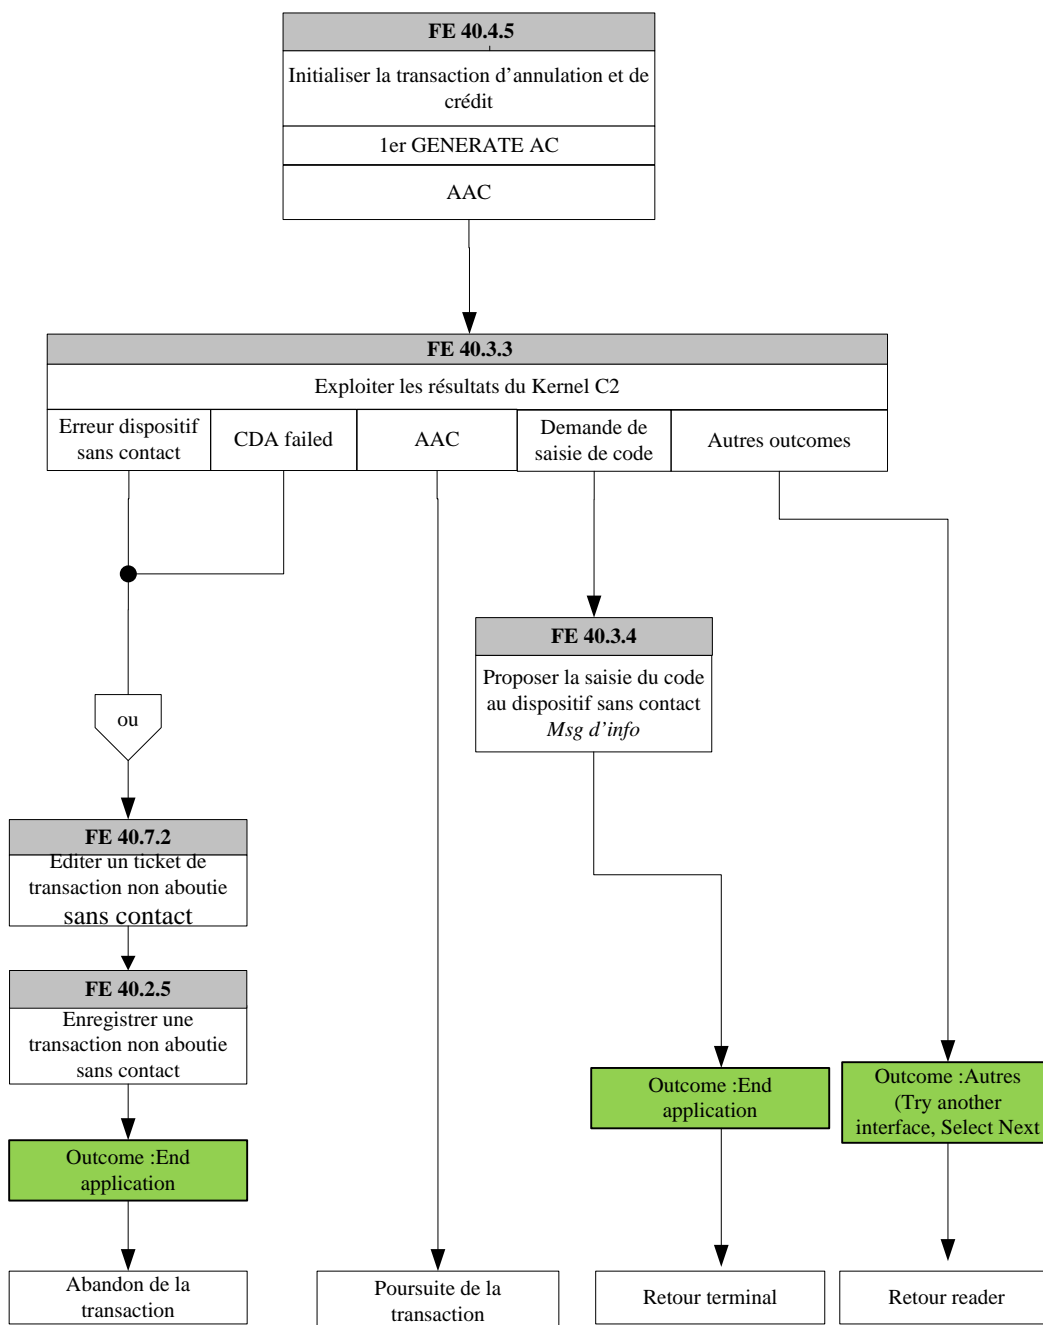 FE 40.4.5
Initialiser la transaction d'annulation et de
crédit
1er GENERATE AC
AAC
FE 40.3.3
Exploiter les résultats du Kernel C2
Erreur dispositif
sans contact
CDA failed
AAC
Demande de
saisie de code
Autres outcomes
FE 40.3.4
Proposer la saisie du code
au dispositif sans contact
Msg d'info
ou
FE 40.7.2
Editer un ticket de
transaction non aboutie
sans contact
FE 40.2.5
Enregistrer une
transaction non aboutie
sans contact
Outcome :End
application
Outcome :End
application
Outcome :Autres
(Try another
interface, Select Next
Abandon de la
transaction
Poursuite de la
transaction
Retour terminal
Retour reader